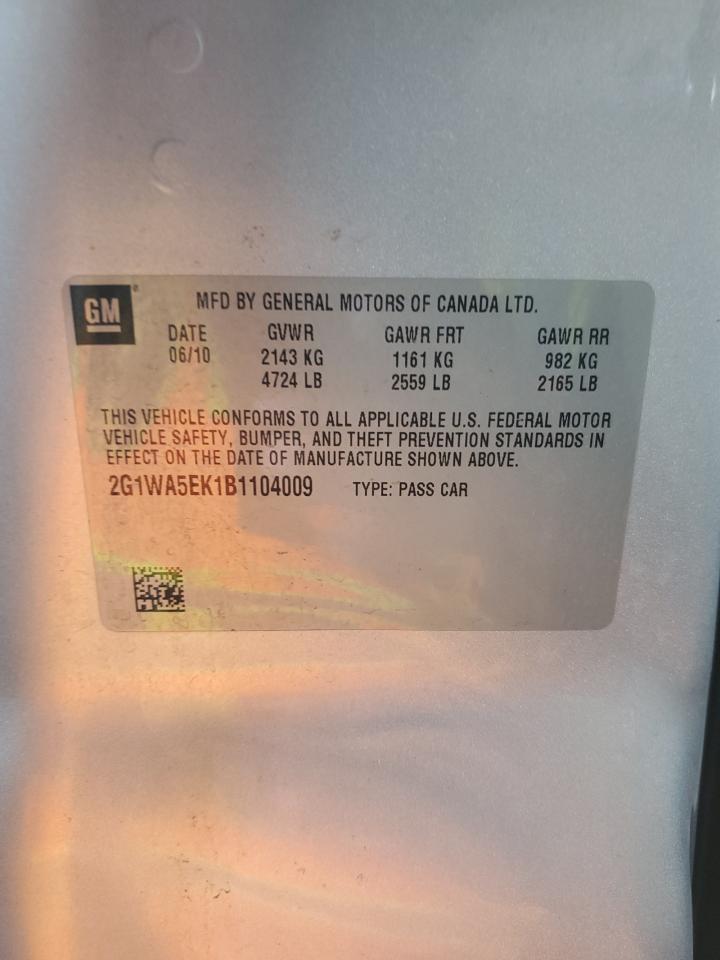 GM
MFD BY GENERAL MOTORS OF CANADA LTD.
DATE GVWR GAWR FRT GAWR RR
06/10 2143 KG 1161 KG 982 KG
4724 LB 2559 LB 2165 LB
THIS VEHICLE CONFORMS TO ALL APPLICABLE U.S. FEDERAL MOTOR
VEHICLE SAFETY, BUMPER, AND THEFT PREVENTION STANDARDS IN
EFFECT ON THE DATE OF MANUFACTURE SHOWN ABOVE.
2G1WA5EK1B1104009 TYPE: PASS CAR